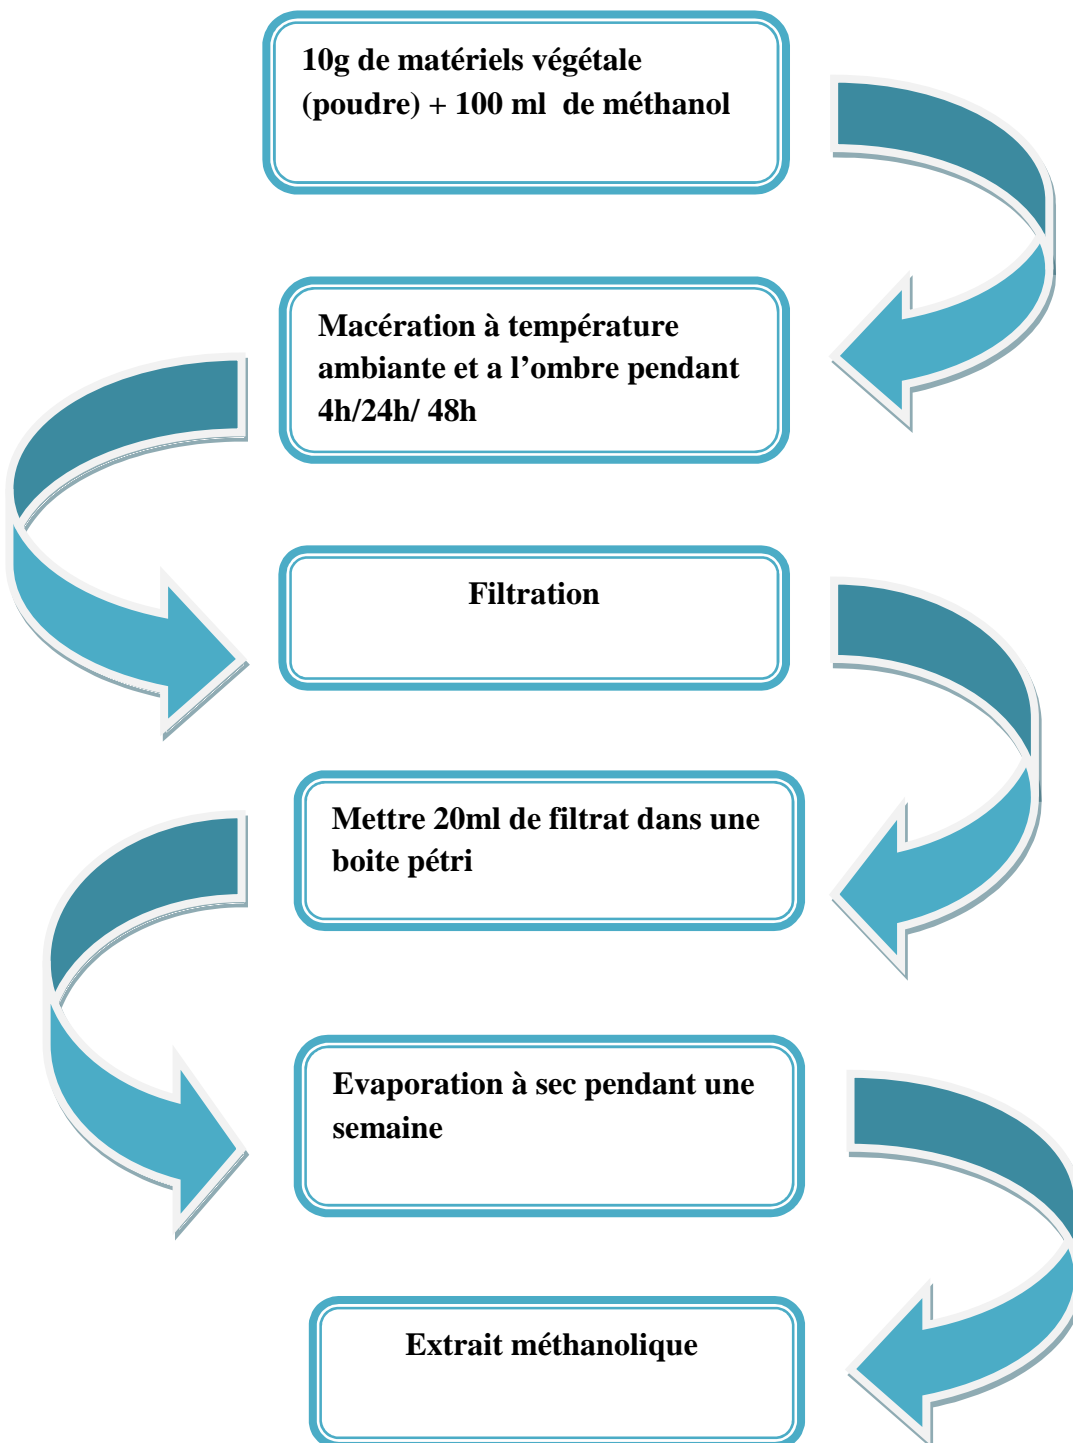 10g de matériels végétale
(poudre) + 100 ml de méthanol
Macération à température
ambiante et a l’ombre pendant
4h/24h/ 48h
Filtration
Mettre 20ml de filtrat dans une
boite pétri
Evaporation à sec pendant une
semaine
Extrait méthanolique